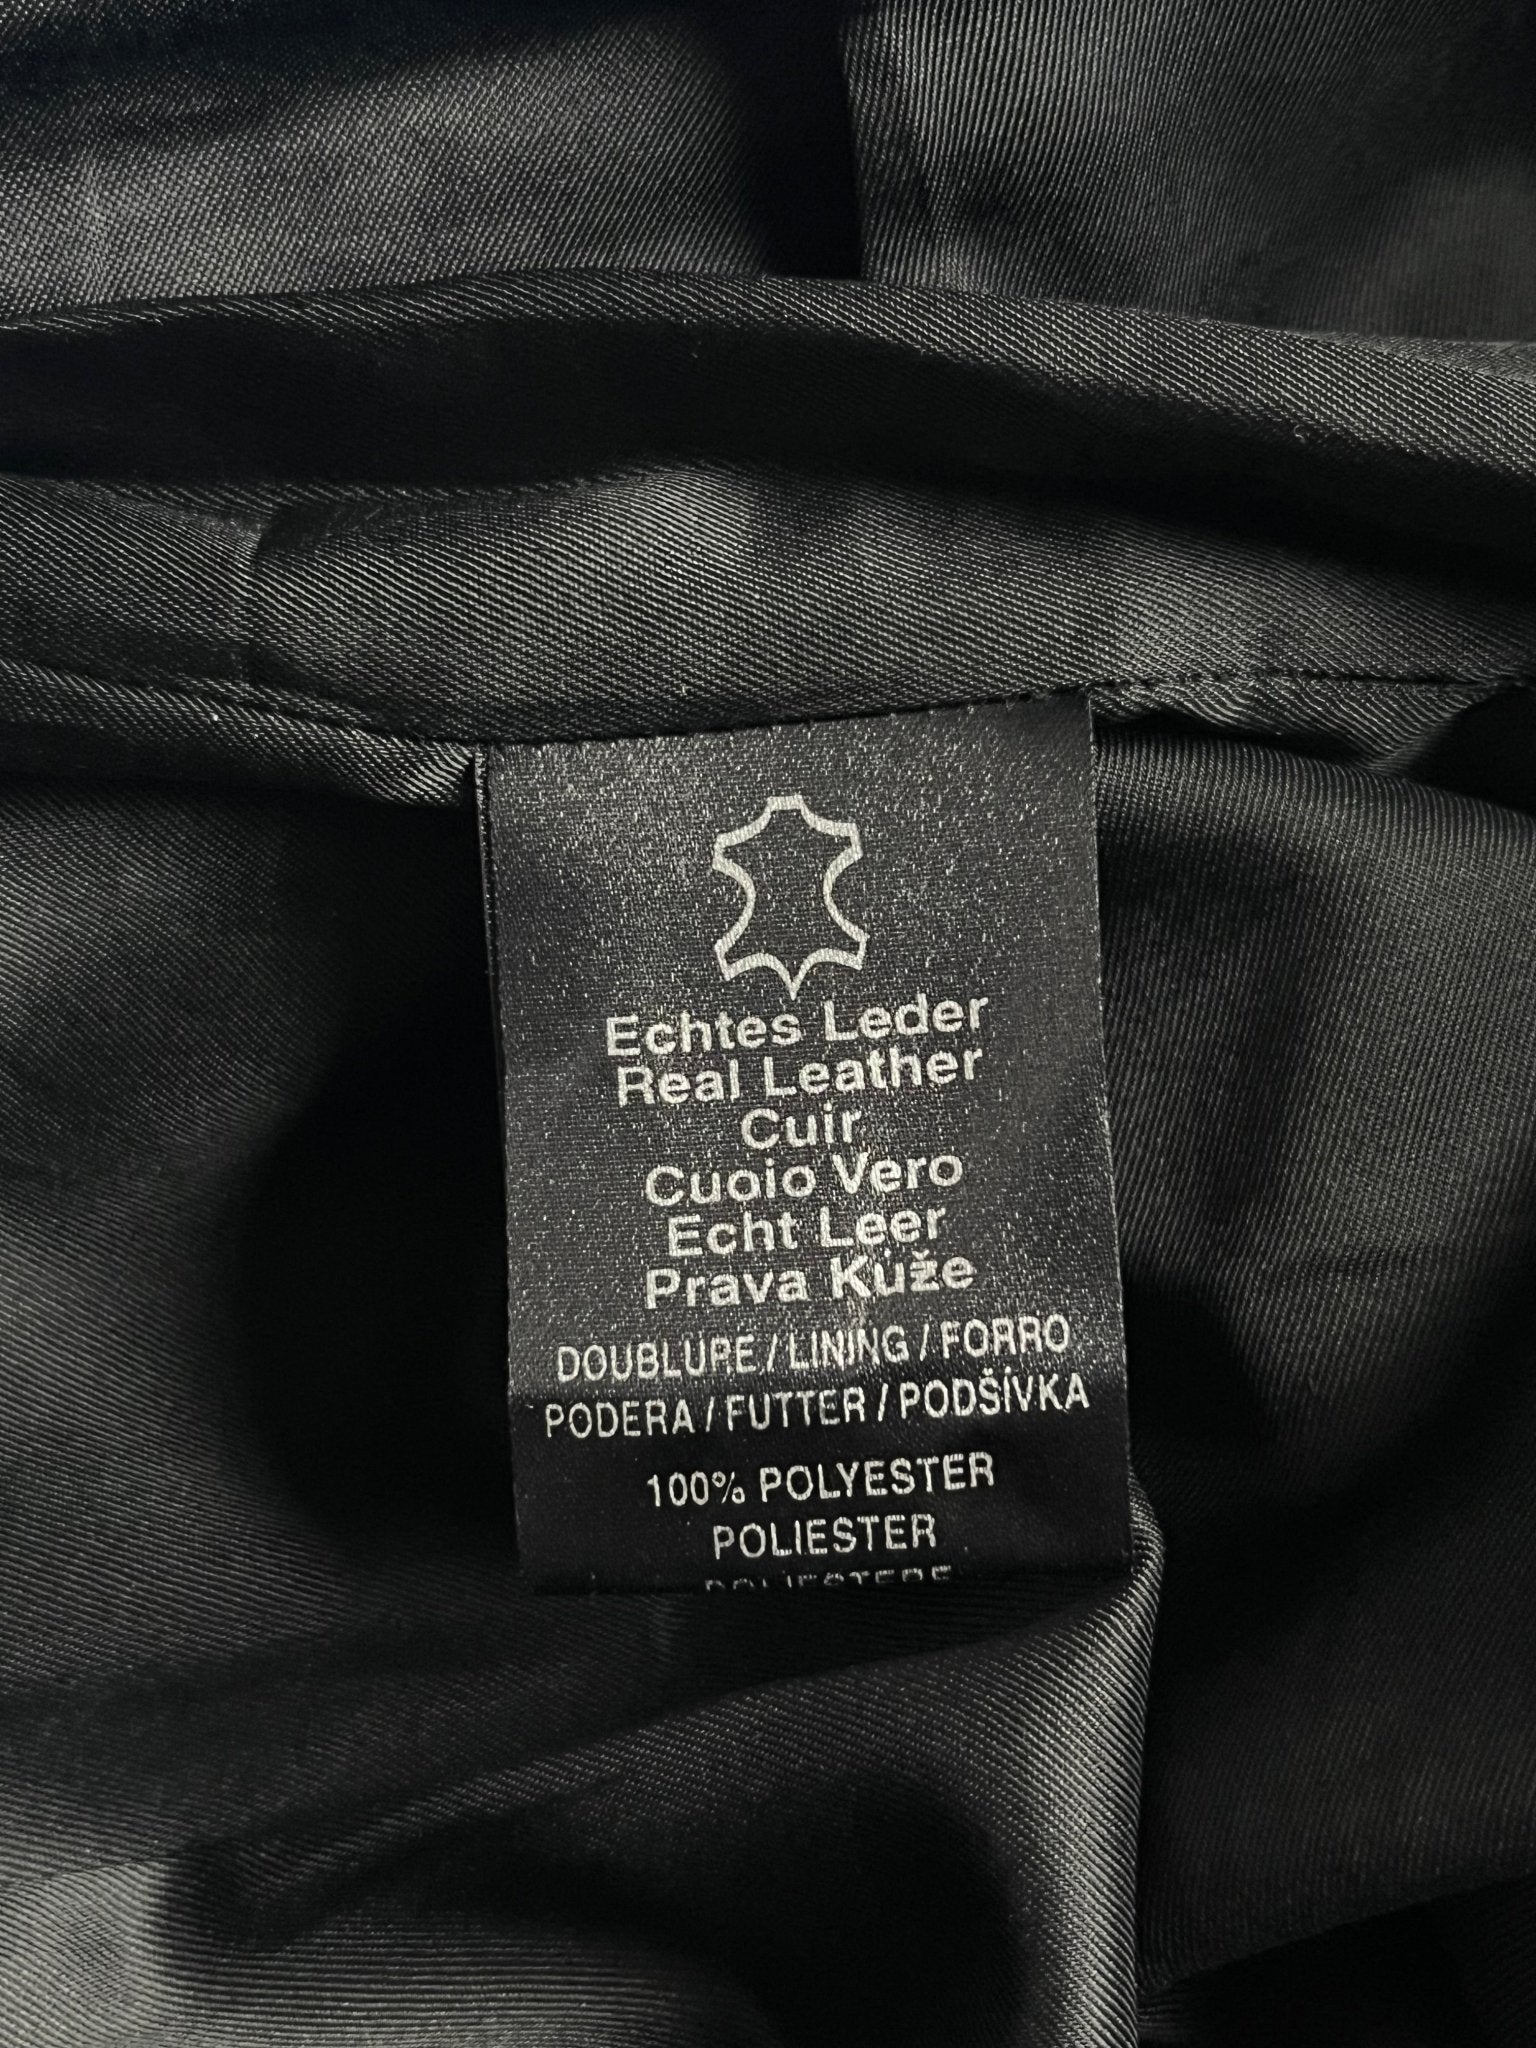 Echtes Leder
Real Leather
Cuir
Cuoio Vero
Echt Leer
Prava Kuže
DOUBLURE / LINING / FORRO
PODERA / FUTTER / PODŠÍVKA
100% POLYESTER
POLIESTER